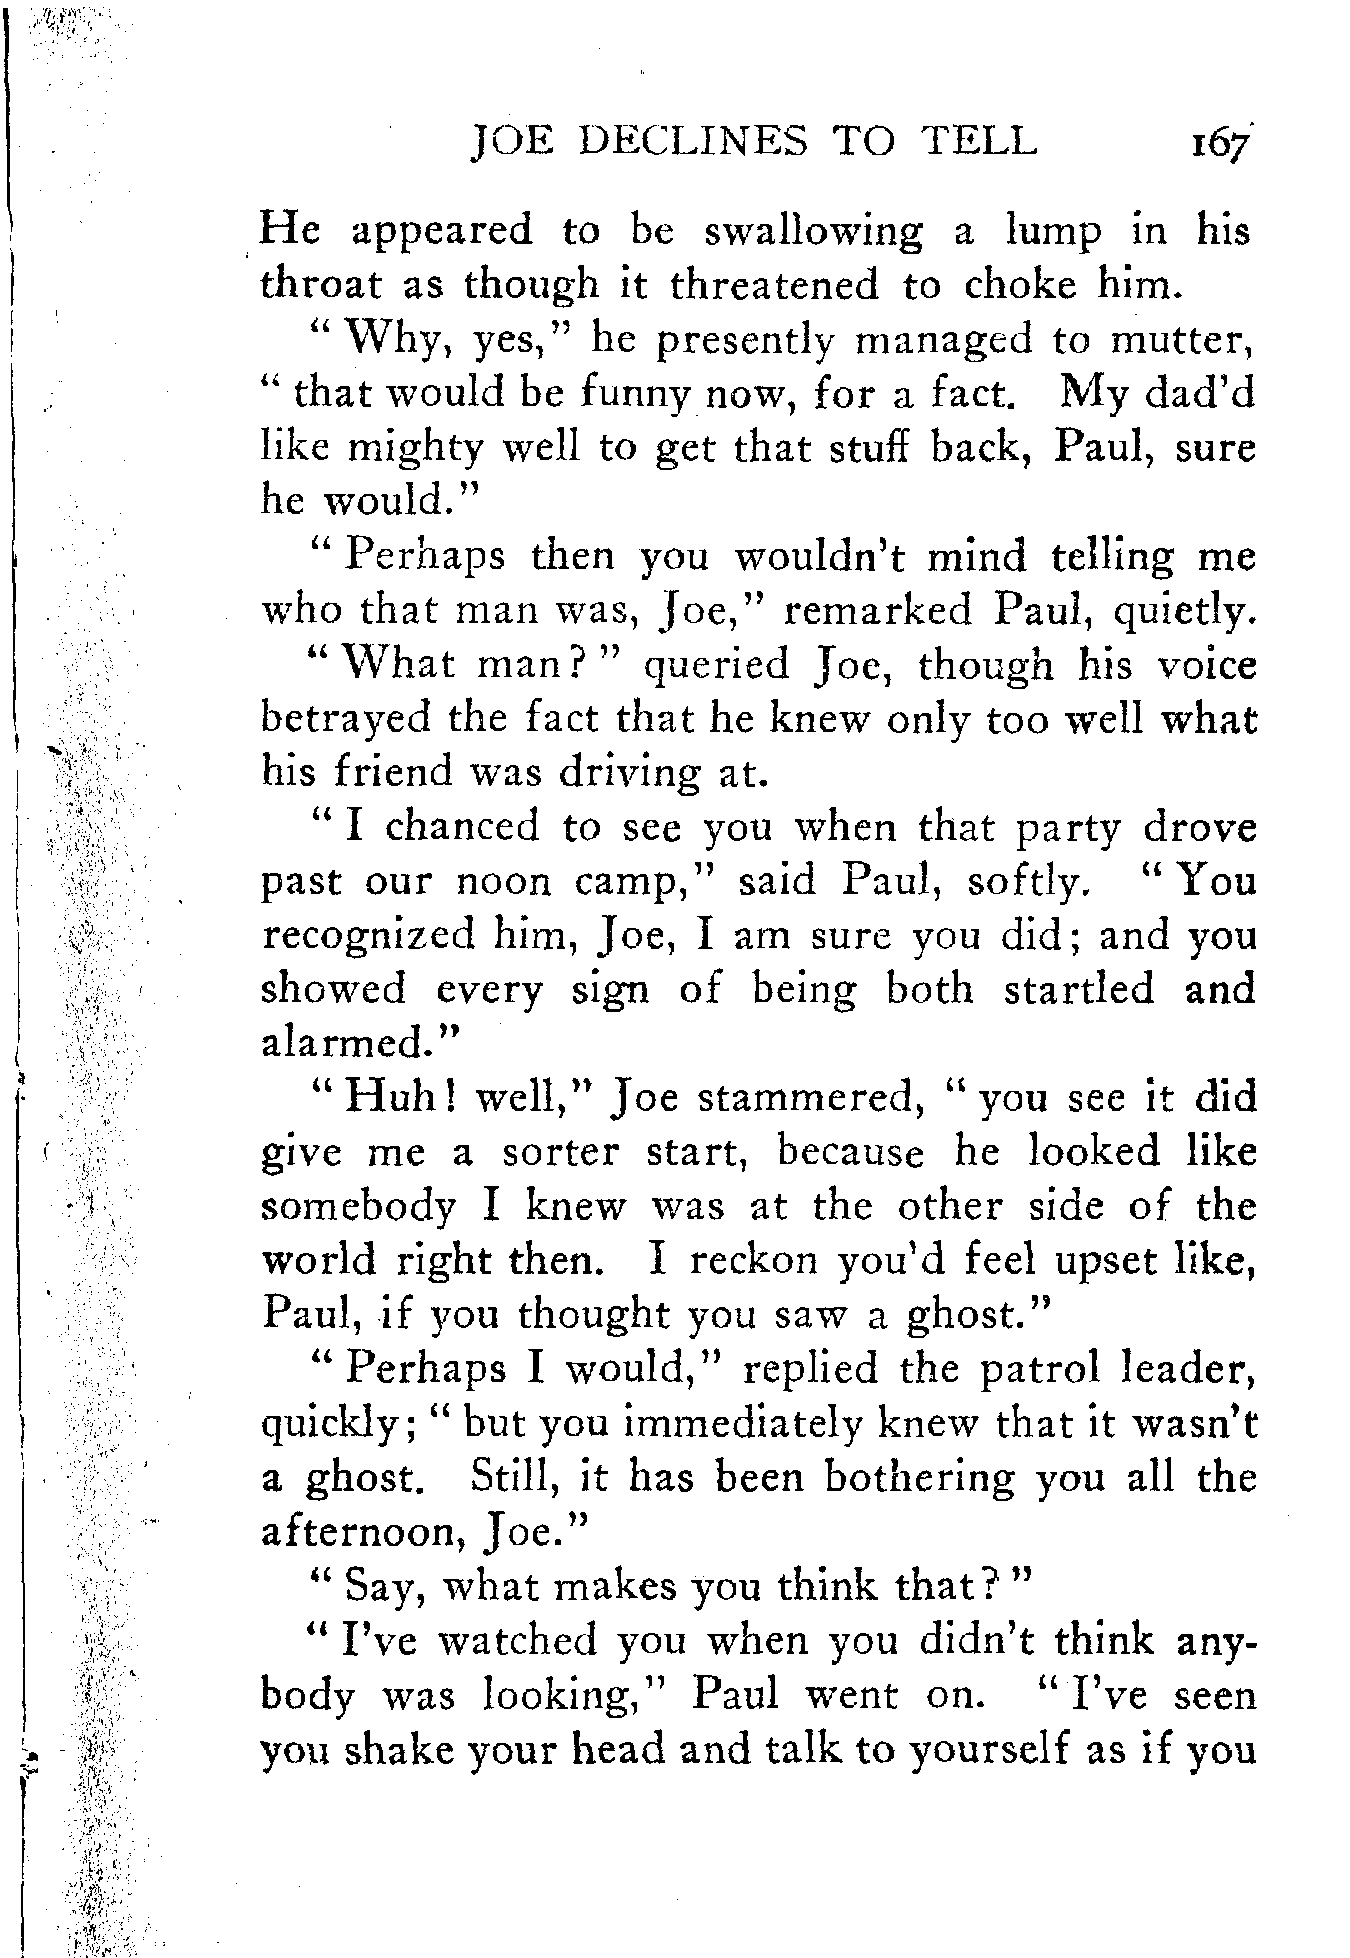 JOE DECLINES TO TELL 167
He appeared to be swallowing a lump in his
throat as though it threatened to choke him.
" Why, yes," he presently managed to mutter,
" that would be funny now, for a fact. My dad'd
like mighty well to get that stuff back, Paul, sure
he would."
" Perhaps then you wouldn't mind telling me
who that man was, Joe," remarked Paul, quietly.
" What man? " queried Joe, though his voice
betrayed the fact that he knew only too well what
his friend was driving at.
" I chanced to see you when that party drove
past our noon camp," said Paul, softly. " You
recognized him, Joe, I am sure you did; and you
showed every sign of being both startled and
alarmed."
" Huh! well," Joe stammered, " you see it did
give me a sorter start, because he looked like
somebody I knew was at the other side of the
world right then. I reckon you'd feel upset like,
Paul, if you thought you saw a ghost."
" Perhaps I would," replied the patrol leader,
quickly; " but you immediately knew that it wasn't
a ghost. Still, it has been bothering you all the
afternoon, Joe."
" Say, what makes you think that? "
" I've watched you when you didn't think any-
body was looking," Paul went on. " I've seen
you shake your head and talk to yourself as if you